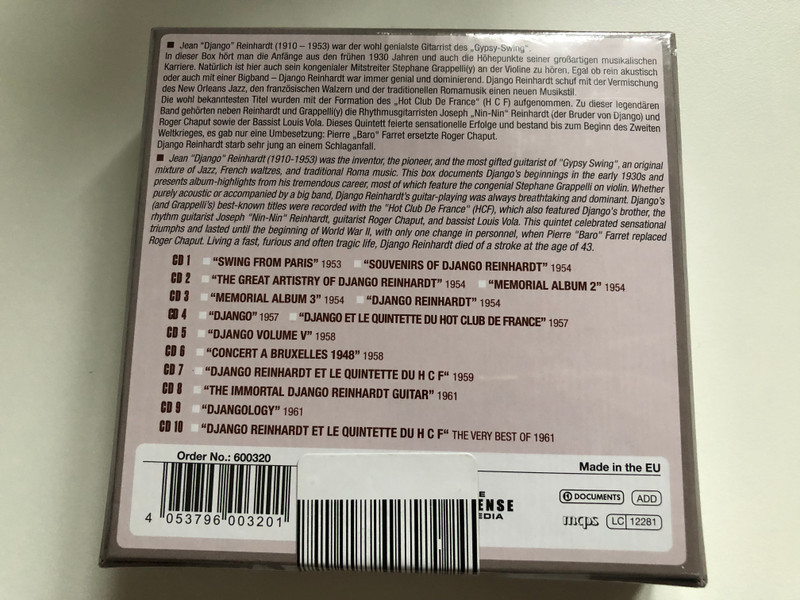 ■ Jean "Django" Reinhardt (1910 – 1953) war der wohl genialste Gitarrist des „Gypsy-Swing“.
In dieser Box hört man die Anfänge aus den frühen 1930 Jahren und auch die Höhepunkte seiner großartigen musikalischen
Karriere. Natürlich ist hier auch sein kongenialer Mitstreiter Stephane Grappelli(y) an der Violine zu hören. Egal ob rein akustisch
oder auch mit einer Bigband – Django Reinhardt war immer genial und dominierend. Django Reinhardt schuf mit der Vermischung
des New Orleans Jazz, den französischen Walzern und der traditionellen Romamusik einen neuen Musikstil.
Die wohl bekanntesten Titel wurden mit der Formation des „Hot Club De France“ (H C F) aufgenommen. Zu dieser legendären
Band gehörten neben Reinhardt und Grappelli(y) die Rhythmusgitarristen Joseph „Nin-Nin“ Reinhardt (der Bruder von Django) und
Roger Chaput sowie der Bassist Louis Vola. Dieses Quintett feierte sensationelle Erfolge und bestand bis zum Beginn des Zweiten
Weltkrieges, es gab nur eine Umbesetzung: Pierre „Baro“ Farret ersetzte Roger Chaput.
Django Reinhardt starb sehr jung an einem Schlaganfall.
■ Jean "Django" Reinhardt (1910-1953) was the inventor, the pioneer, and the most gifted guitarist of "Gypsy Swing", an original
mixture of Jazz, French waltzes, and traditional Roma music. This box documents Django's beginnings in the early 1930s and
presents album-highlights from his tremendous career, most of which feature the congenial Stephane Grappelli on violin. Whether
purely acoustic or accompanied by a big band, Django Reinhardt's guitar-playing was always breathtaking and dominant. Django's
(and Grappelli's) best-known titles were recorded with the "Hot Club De France" (HCF), which also featured Django's brother, the
rhythm guitarist Joseph "Nin-Nin" Reinhardt, guitarist Roger Chaput, and bassist Louis Vola. This quintet celebrated sensational
triumphs and lasted until the beginning of World War II, with only one change in personnel, when Pierre "Baro" Farret replaced
Roger Chaput. Living a fast, furious and often tragic life, Django Reinhardt died of a stroke at the age of 43.
CD 1 "SWING FROM PARIS" 1953 "SOUVENIRS OF DJANGO REINHARDT" 1954
CD 2 "THE GREAT ARTISTRY OF DJANGO REINHARDT" 1954 "MEMORIAL ALBUM 2" 1954
CD 3 "MEMORIAL ALBUM 3" 1954 "DJANGO REINHARDT" 1954
CD 4 "DJANGO" 1957 "DJANGO ET LE QUINTETTE DU HOT CLUB DE FRANCE" 1957
CD 5 "DJANGO VOLUME V" 1958
CD 6 "CONCERT A BRUXELLES 1948" 1958
CD 7 "DJANGO REINHARDT ET LE QUINTETTE DU H C F“ 1959
CD 8 "THE IMMORTAL DJANGO REINHARDT GUITAR" 1961
CD 9 "DJANGOLOGY" 1961
CD 10 "DJANGO REINHARDT ET LE QUINTETTE DU H C F“ THE VERY BEST OF 1961
Order No.: 600320
Made in the EU
DOCUMENTS ADD
mcps LC 12281
4 053796 003201